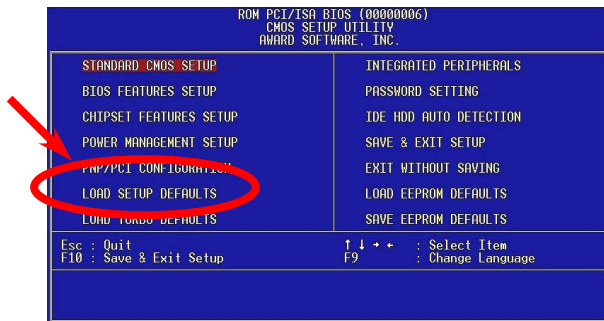 ROM PCI/ISA BIOS (00000006)
CMOS SETUP UTILITY
AWARD SOFTWARE, INC.
STANDARD CMOS SETUP
BIOS FEATURES SETUP
CHIPSET FEATURES SETUP
POWER MANAGEMENT SETUP
PNP/PCI CONFIGURATION
LOAD SETUP DEFAULTS
LOAD TURBO DEFAULTS
INTEGRATED PERIPHERALS
PASSWORD SETTING
IDE HDD AUTO DETECTION
SAVE & EXIT SETUP
EXIT WITHOUT SAVING
LOAD EEPROM DEFAULTS
SAVE EEPROM DEFAULTS
Esc : Quit
F10 : Save & Exit Setup
↑ ↓ → ← : Select Item
F9 : Change Language